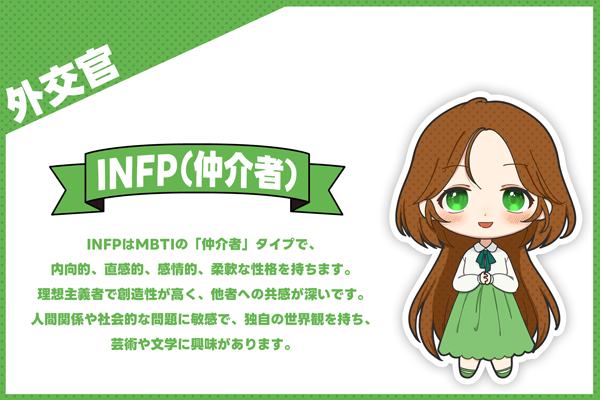 外交官
INFP(仲介者)
INFPはMBTIの「仲介者」タイプで、
内向的、直感的、感情的、柔軟な性格を持ちます。
理想主義者で創造性が高く、他者への共感が深いです。
人間関係や社会的な問題に敏感で、独自の世界観を持ち、
芸術や文学に興味があります。